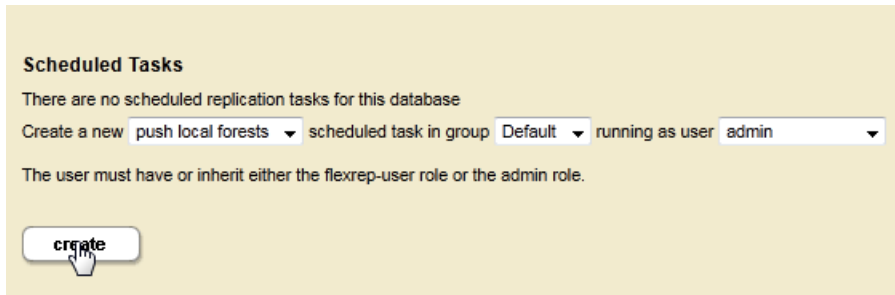 Scheduled Tasks
There are no scheduled replication tasks for this database
Create a new push local forests scheduled task in group Default running as user admin
The user must have or inherit either the flexrep-user role or the admin role.
create